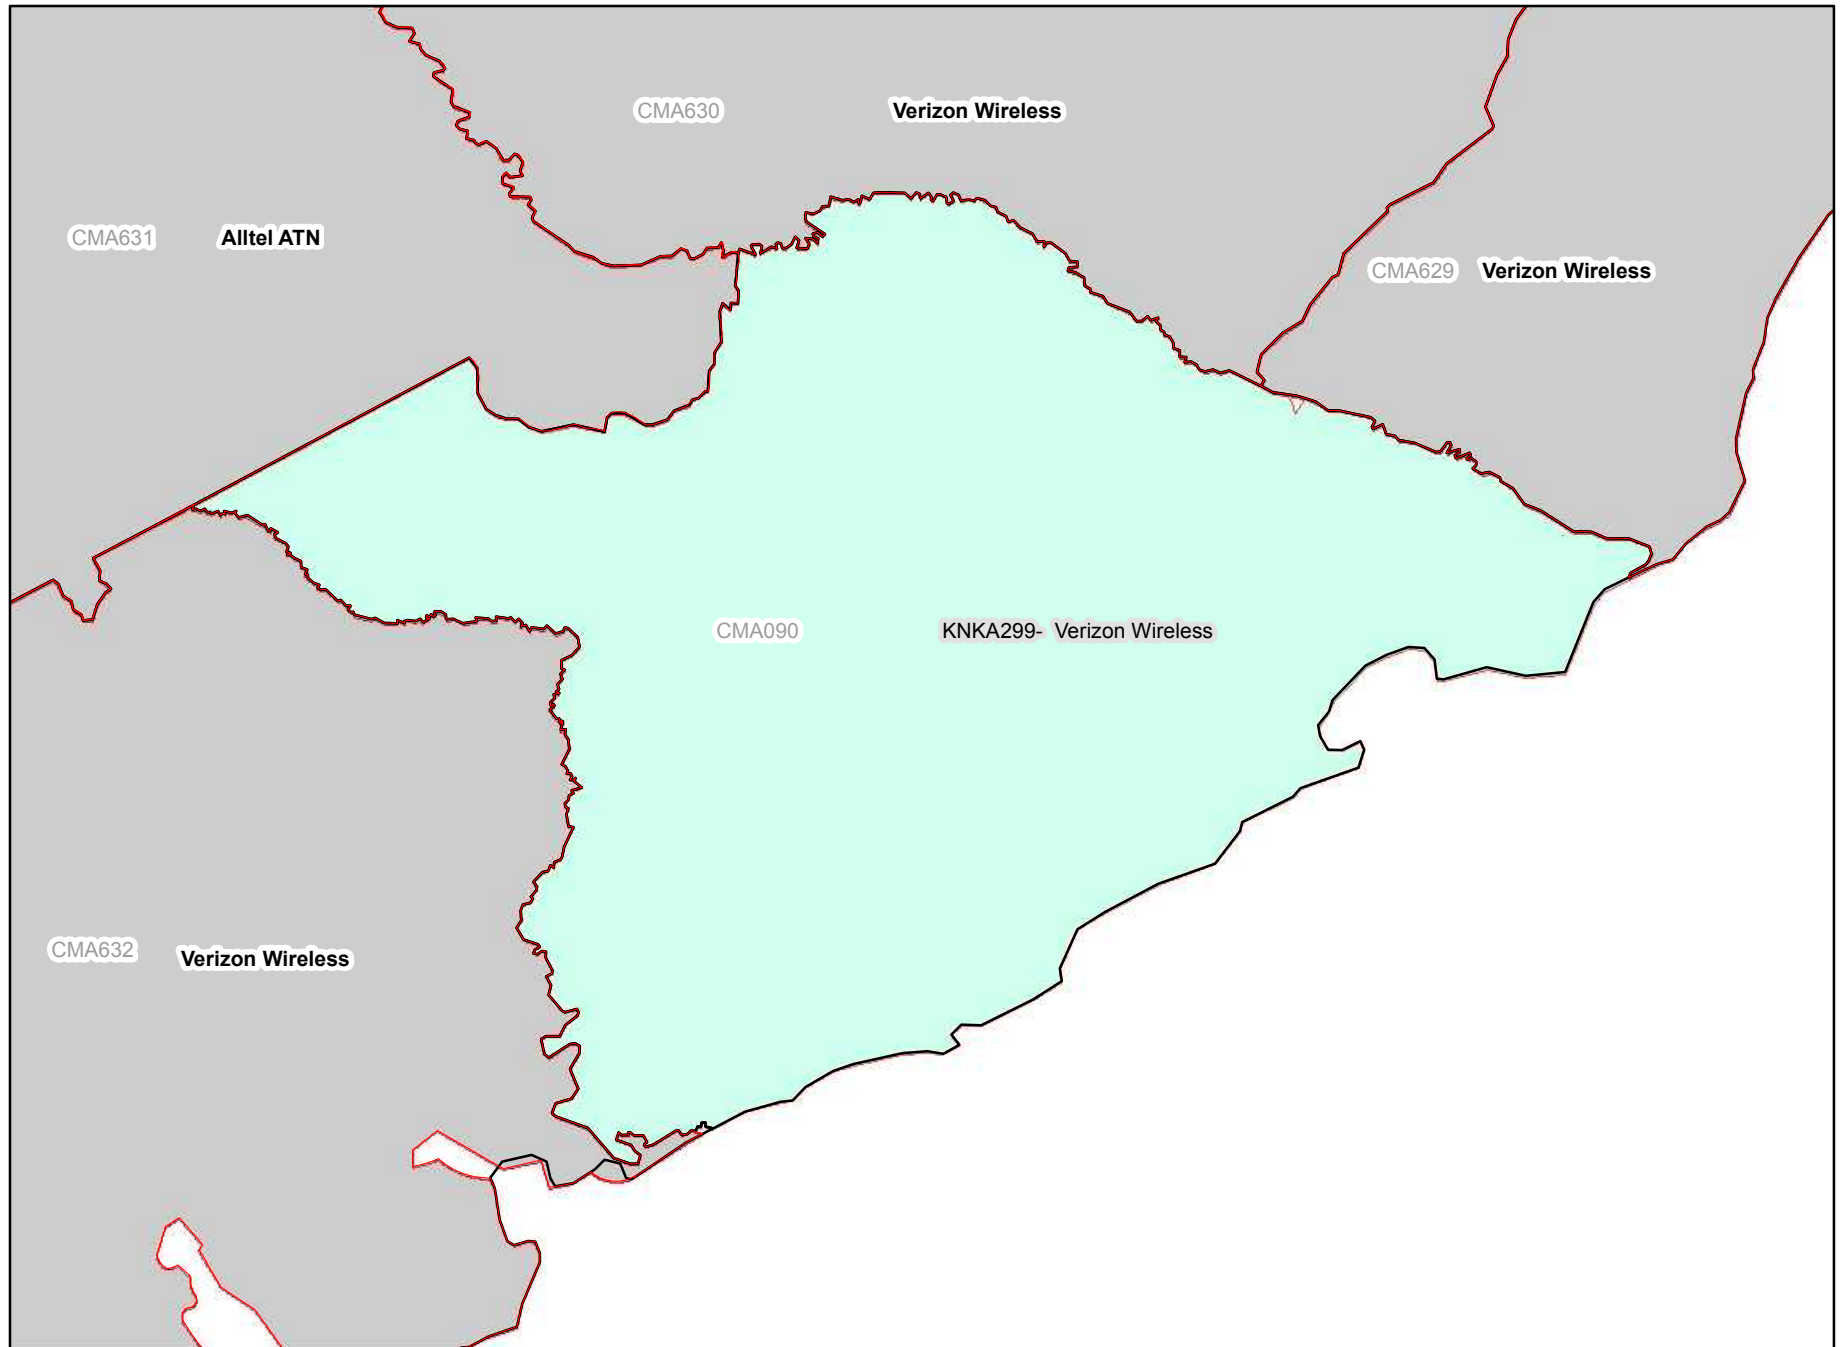 CMA630 Verizon Wireless
CMA631 Alltel ATN
CMA629 Verizon Wireless
CMA090 KNKA299- Verizon Wireless
CMA632 Verizon Wireless